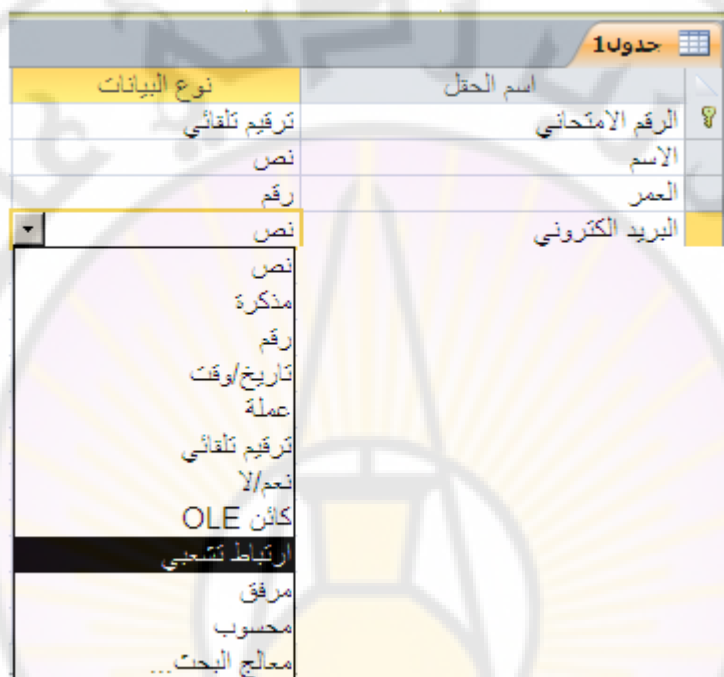 جدول1
اسم الحقل نوع البيانات
الرقم الامتحاني ترقيم تلقائي
الاسم نص
العمر رقم
البريد الكتروني نص
نص
مذكرة
رقم
تاريخ/وقت
عملة
ترقيم تلقائي
نعم/لا
كائن OLE
ارتباط تشعبي
مرفق
محسوب
معالج البحث...